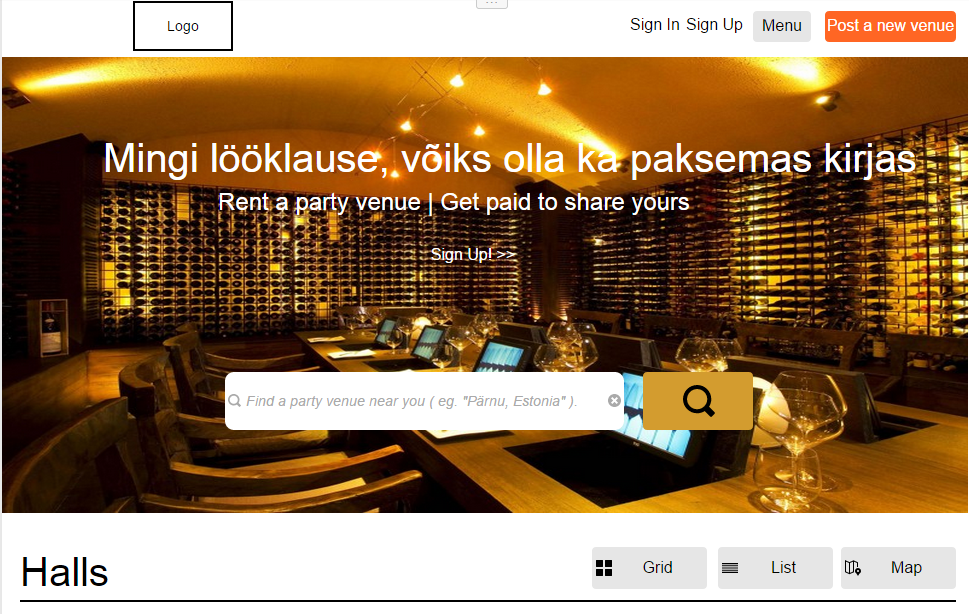 Logo
Sign In Sign Up Menu Post a new venue
Mingi lööklause, võiks olla ka paksemas kirjas
Rent a party venue | Get paid to share yours
Sign Up! >>
Find a party venue near you ( eg. "Pärnu, Estonia" ).
Halls
Grid
List
Map